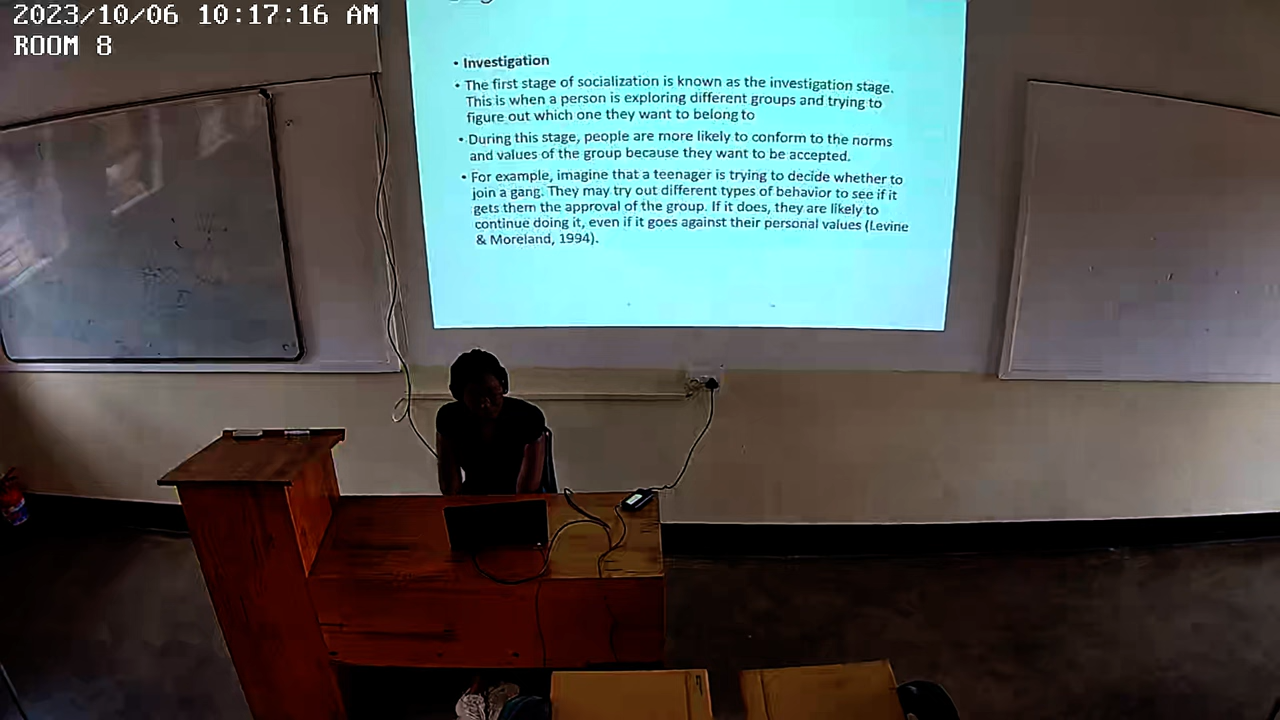 2023/10/06 10:17:16 AM
ROOM 8
• Investigation
• The first stage of socialization is known as the investigation stage.
This is when a person is exploring different groups and trying to
figure out which one they want to belong to
• During this stage, people are more likely to conform to the norms
and values of the group because they want to be accepted.
• For example, imagine that a teenager is trying to decide whether to
join a gang. They may try out different types of behavior to see if it
gets them the approval of the group. If it does, they are likely to
continue doing it, even if it goes against their personal values (Levine
& Moreland, 1994).